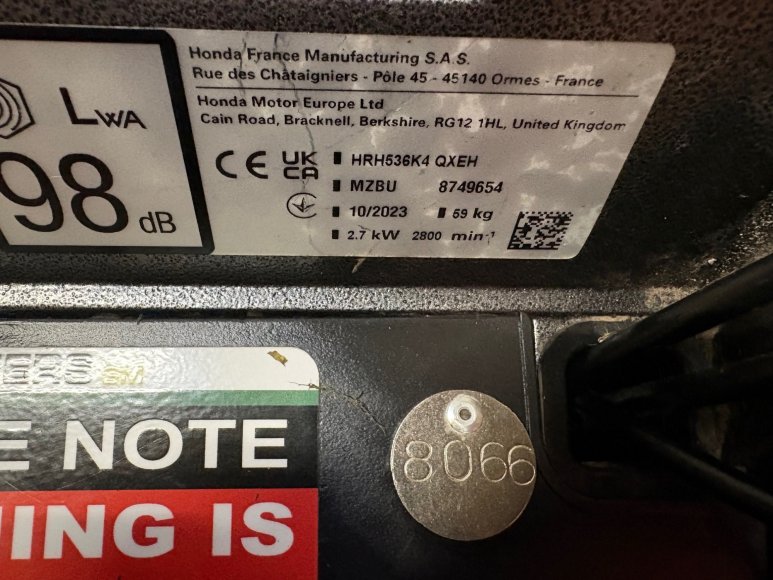 Honda France Manufacturing S.A.S.
Rue des Châtaigniers - Pôle 45 - 45140 Ormes - France
Honda Motor Europe Ltd
Cain Road, Bracknell, Berkshire, RG12 1HL, United Kingdom
LWA
98 dB
CE UK CA
HRH536K4 QXEH
MZBU 8749654
10/2023 59 kg
2.7 kW 2800 min-¹
E NOTE
ING IS
8066